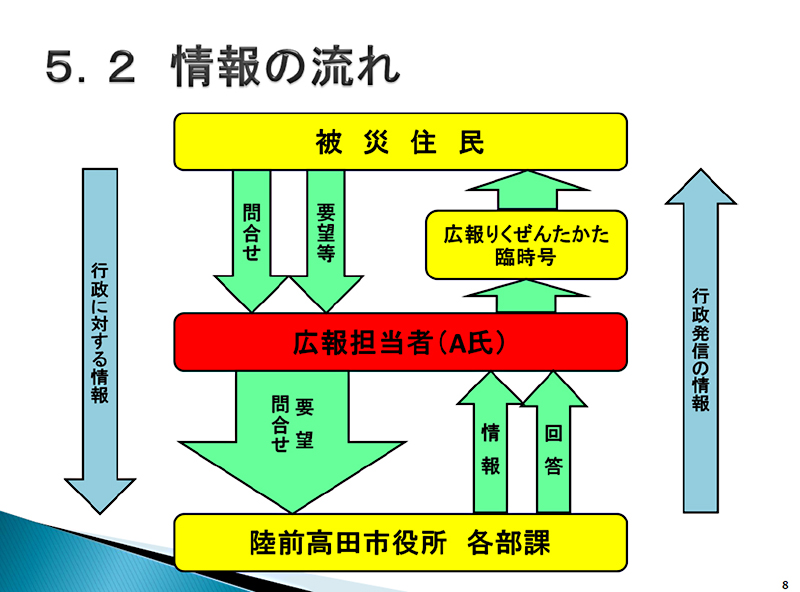 ５．２　情報の流れ
被　災　住　民
問合せ
要望等
広報りくぜんたかた
臨時号
行政に対する情報
行政発信の情報
広報担当者（A氏）
要望
問合せ
情報
回答
陸前高田市役所　各部課
8